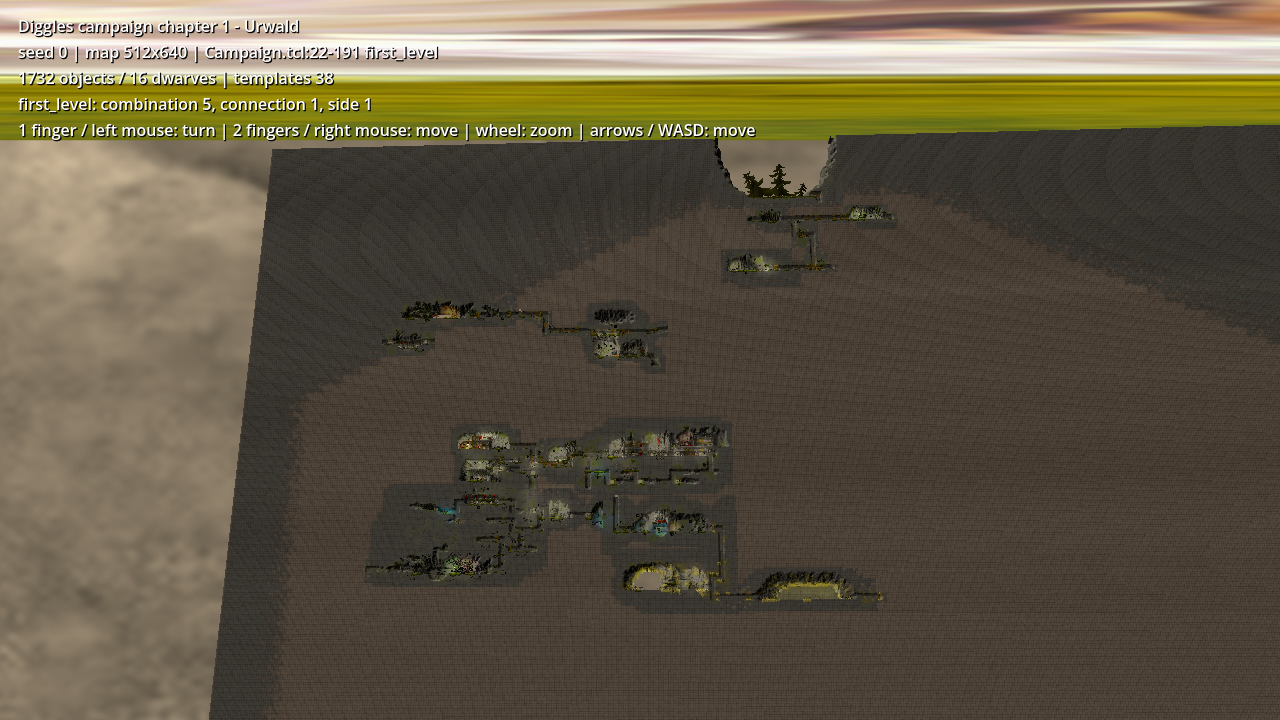 Diggles campaign chapter 1 - Urwald
seed 0 | map 512x640 | Campaign.tcl:22-191 first_level
1732 objects / 16 dwarves | templates 38
first_level: combination 5, connection 1, side 1
1 finger / left mouse: turn | 2 fingers / right mouse: move | wheel: zoom | arrows / WASD: move